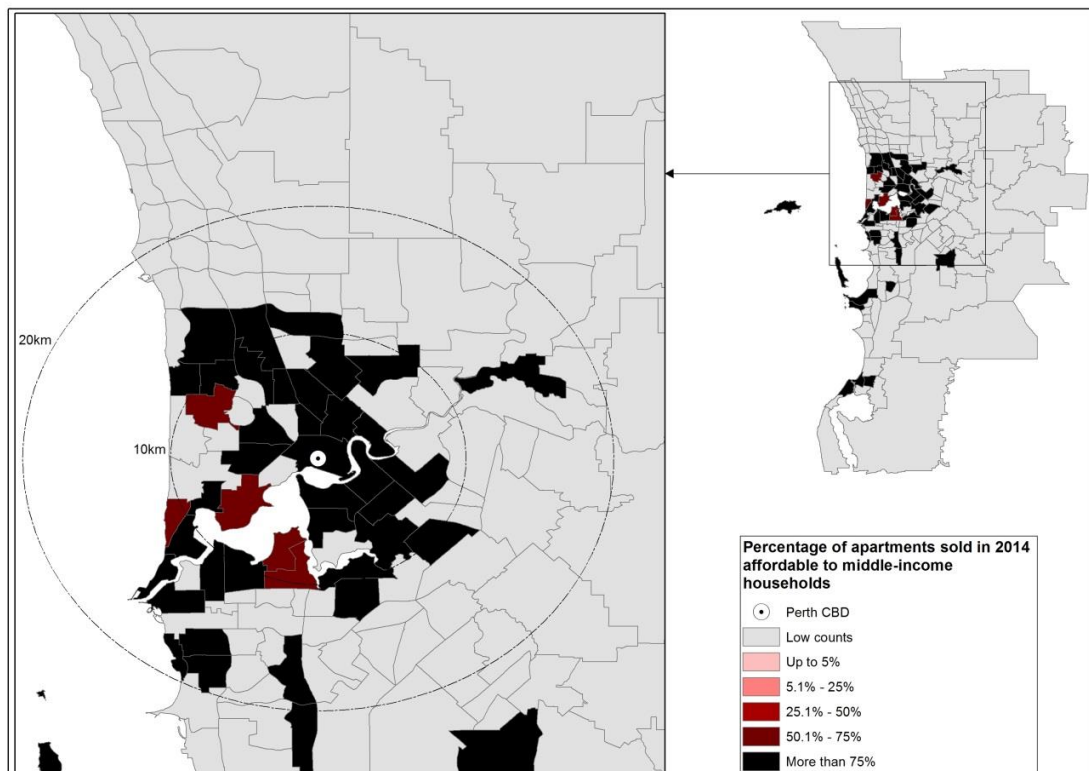 20km
10km
Percentage of apartments sold in 2014
affordable to middle-income
households
Perth CBD
Low counts
Up to 5%
5.1% - 25%
25.1% - 50%
50.1% - 75%
More than 75%